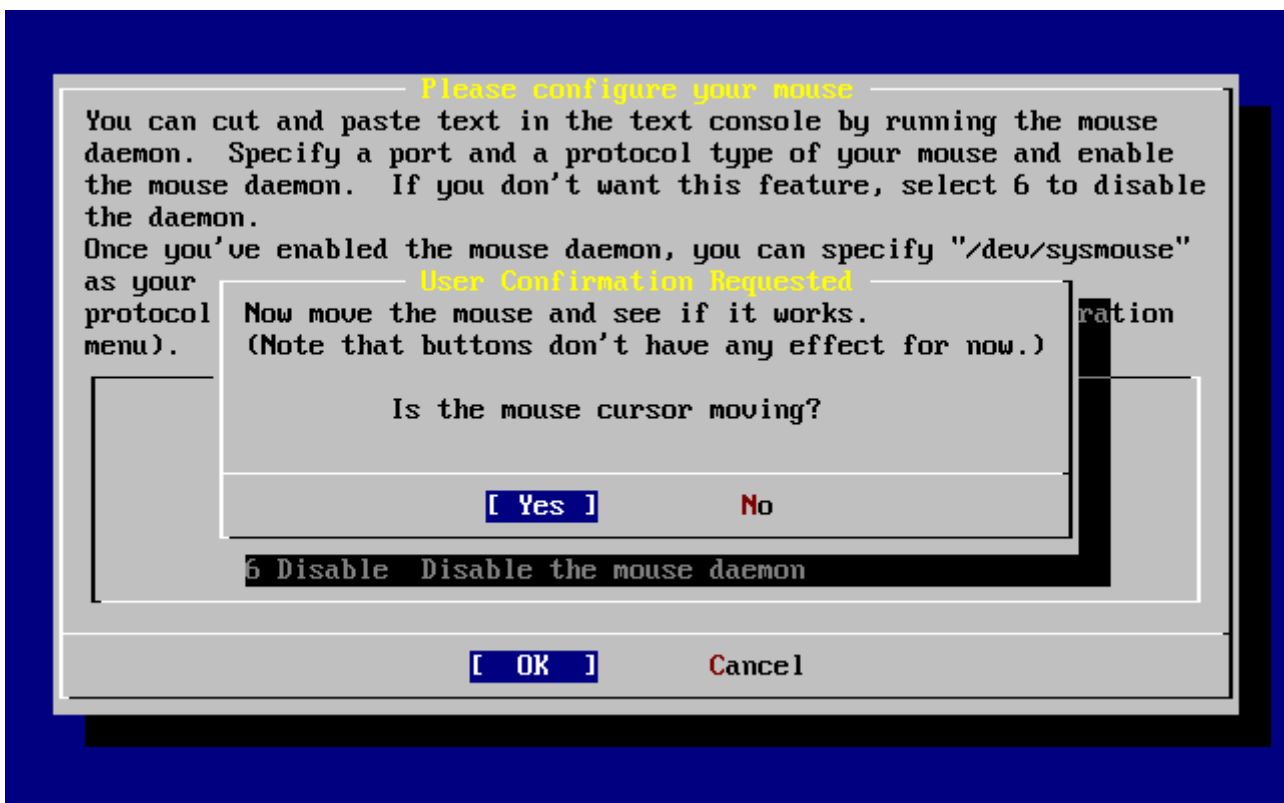 Please configure your mouse
You can cut and paste text in the text console by running the mouse
daemon.  Specify a port and a protocol type of your mouse and enable
the mouse daemon.  If you don't want this feature, select 6 to disable
the daemon.
Once you've enabled the mouse daemon, you can specify "/dev/sysmouse"
as your
protocol ration
menu).
User Confirmation Requested
Now move the mouse and see if it works.
(Note that buttons don't have any effect for now.)
Is the mouse cursor moving?
[ Yes ] No
6 Disable  Disable the mouse daemon
[ OK ] Cancel